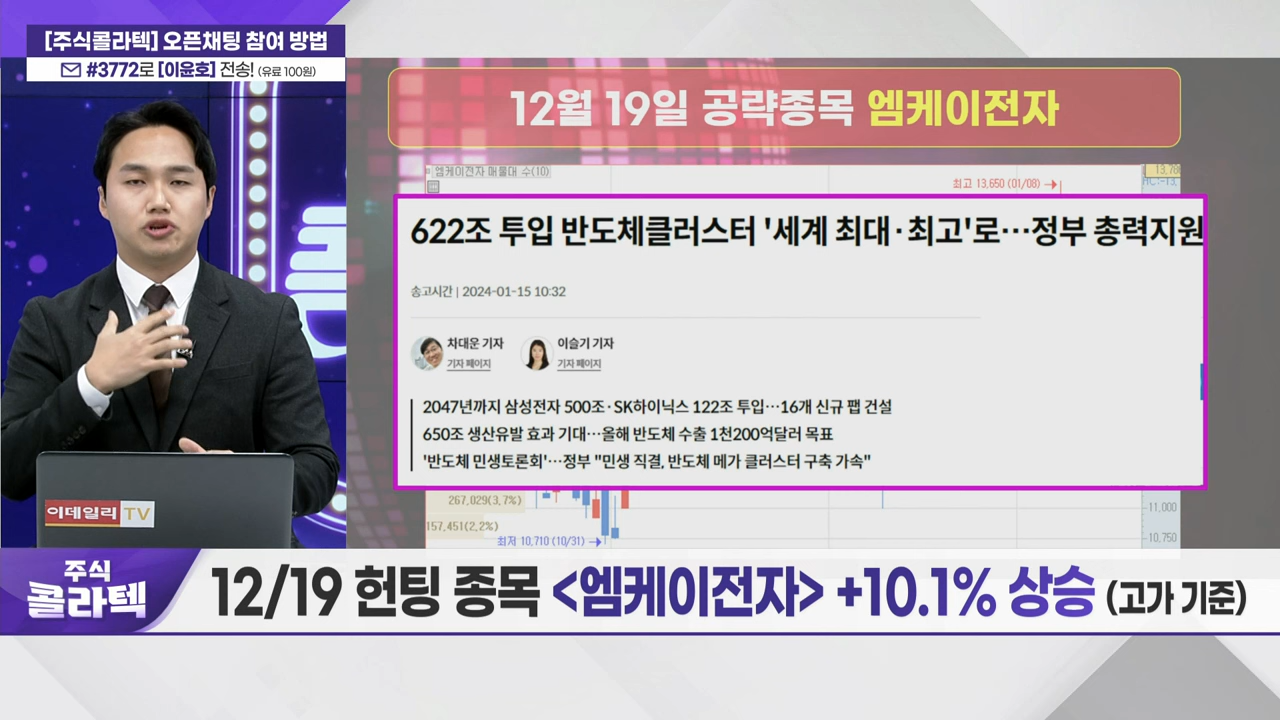 [주식콜라텍] 오픈채팅 참여 방법
#3772로 [이윤호] 전송! (유료 100원)
12월 19일 공략종목 엠케이전자
엠케이전자 매물대 수(10)
최고 13,650 (01/08)
622조 투입 반도체클러스터 '세계 최대·최고'로…정부 총력지원
송고시간 | 2024-01-15 10:32
차대운 기자
기자 페이지
이슬기 기자
기자 페이지
2047년까지 삼성전자 500조·SK하이닉스 122조 투입…16개 신규 팹 건설
650조 생산유발 효과 기대…올해 반도체 수출 1천200억달러 목표
'반도체 민생토론회'…정부 "민생 직결, 반도체 메가 클러스터 구축 가속"
267,029(3.7%)
11,000
157,451(2.2%)
최저 10,710 (10/31)
10,750
이데일리 TV
주식
콜라텍
12/19 헌팅 종목 <엠케이전자> +10.1% 상승 (고가 기준)